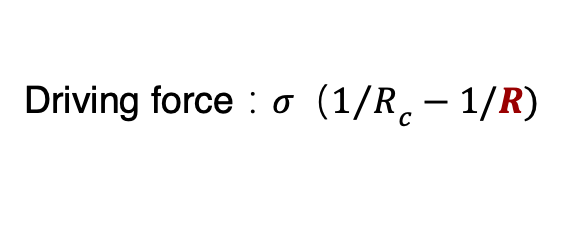 Driving force : σ (1/R_c − 1/R)